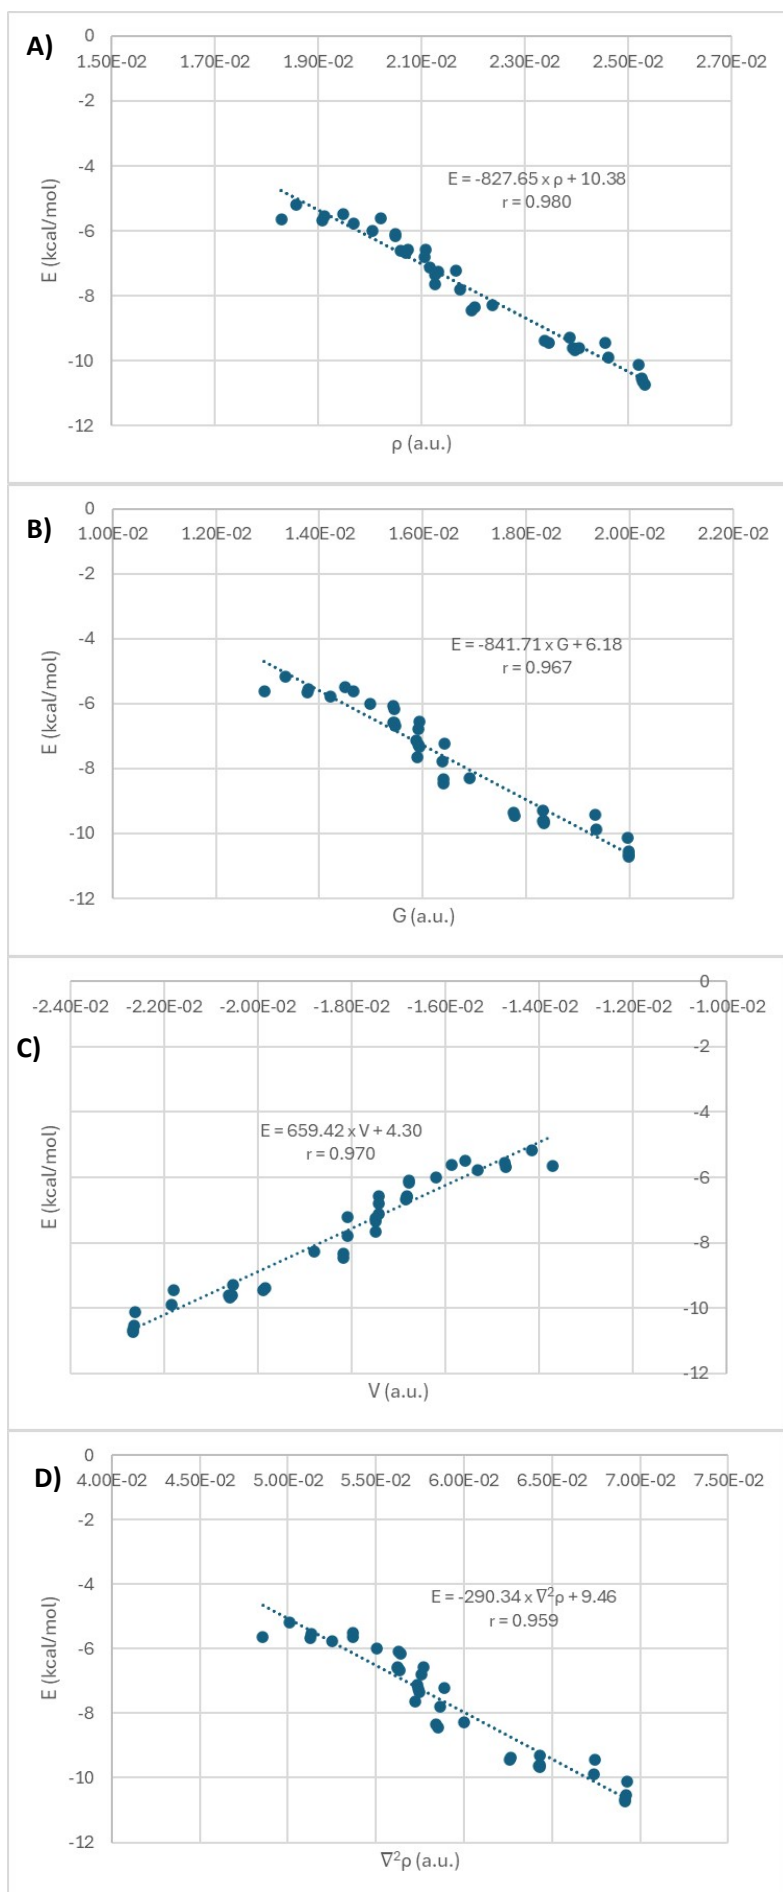 A)
0
1.50E-02 1.70E-02 1.90E-02 2.10E-02 2.30E-02 2.50E-02 2.70E-02
-2
-4
E = -827.65 x ρ + 10.38
r = 0.980
-6
-8
-10
-12
E (kcal/mol)
ρ (a.u.)
B)
0
1.00E-02 1.20E-02 1.40E-02 1.60E-02 1.80E-02 2.00E-02 2.20E-02
-2
-4
E = -841.71 x G + 6.18
r = 0.967
-6
-8
-10
-12
E (kcal/mol)
G (a.u.)
C)
0
-2.40E-02 -2.20E-02 -2.00E-02 -1.80E-02 -1.60E-02 -1.40E-02 -1.20E-02 -1.00E-02
-2
-4
E = 659.42 x V + 4.30
r = 0.970
-6
-8
-10
-12
E (kcal/mol)
V (a.u.)
D)
0
4.00E-02 4.50E-02 5.00E-02 5.50E-02 6.00E-02 6.50E-02 7.00E-02 7.50E-02
-2
-4
E = -290.34 x ∇²ρ + 9.46
r = 0.959
-6
-8
-10
-12
E (kcal/mol)
∇²ρ (a.u.)